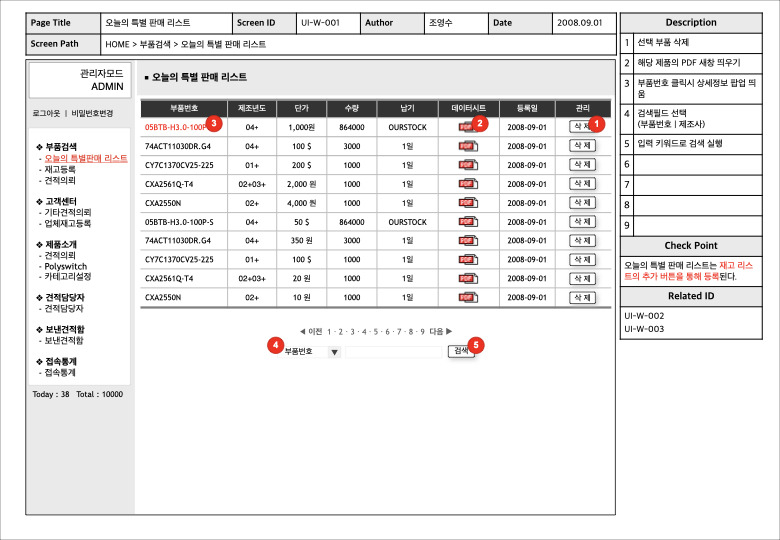 Page Title 오늘의 특별 판매 리스트 Screen ID UI-W-001 Author 조영수 Date 2008.09.01
Screen Path HOME > 부품검색 > 오늘의 특별 판매 리스트
관리자모드
ADMIN
로그아웃 | 비밀번호변경
❖ 부품검색
- 오늘의 특별판매 리스트
- 재고등록
- 견적의뢰
❖ 고객센터
- 기타견적의뢰
- 업체재고등록
❖ 제품소개
- 견적의뢰
- Polyswitch
- 카테고리설정
❖ 견적담당자
- 견적담당자
❖ 보낸견적함
- 보낸견적함
❖ 접속통계
- 접속통계
Today : 38 Total : 10000
▪ 오늘의 특별 판매 리스트
부품번호 제조년도 단가 수량 납기 데이터시트 등록일 관리
05BTB-H3.0-100P 3 04+ 1,000원 864000 OURSTOCK PDF 2 2008-09-01 삭 제 1
74ACT11030DR.G4 04+ 100 $ 3000 1일 PDF 2008-09-01 삭 제
CY7C1370CV25-225 01+ 200 $ 1000 1일 PDF 2008-09-01 삭 제
CXA2561Q-T4 02+03+ 2,000 원 1000 1일 PDF 2008-09-01 삭 제
CXA2550N 02+ 4,000 원 1000 1일 PDF 2008-09-01 삭 제
05BTB-H3.0-100P-S 04+ 50 $ 864000 OURSTOCK PDF 2008-09-01 삭 제
74ACT11030DR.G4 04+ 350 원 3000 1일 PDF 2008-09-01 삭 제
CY7C1370CV25-225 01+ 100 $ 1000 1일 PDF 2008-09-01 삭 제
CXA2561Q-T4 02+03+ 20 원 1000 1일 PDF 2008-09-01 삭 제
CXA2550N 02+ 10 원 1000 1일 PDF 2008-09-01 삭 제
◀ 이전 1 · 2 · 3 · 4 · 5 · 6 · 7 · 8 · 9 다음 ▶
4 부품번호 ▼ 검색 5
Description
1 선택 부품 삭제
2 해당 제품의 PDF 새창 띄우기
3 부품번호 클릭시 상세정보 팝업 띄
움
4 검색필드 선택
(부품번호 | 제조사)
5 입력 키워드로 검색 실행
6
7
8
9
Check Point
오늘의 특별 판매 리스트는 재고 리스
트의 추가 버튼을 통해 등록된다.
Related ID
UI-W-002
UI-W-003